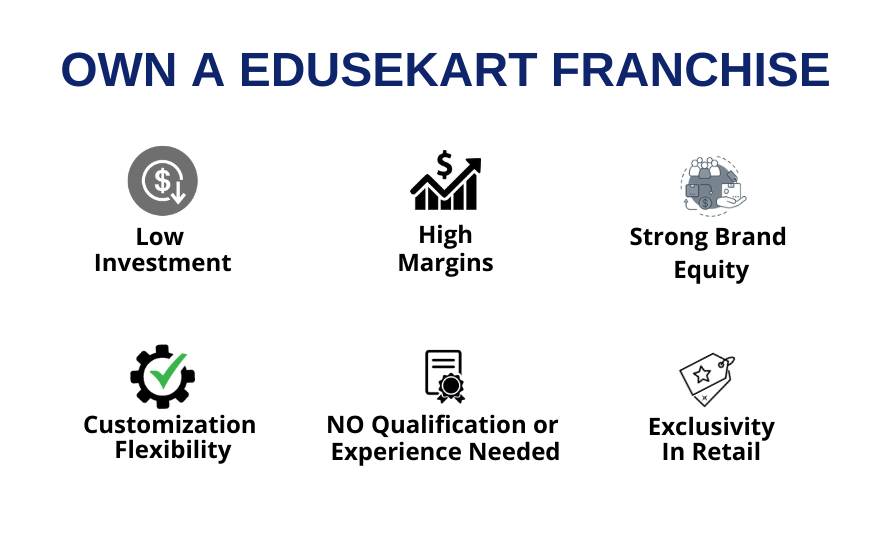 OWN A EDUSEKART FRANCHISE
Low
Investment
High
Margins
Strong Brand
Equity
Customization
Flexibility
NO Qualification or
Experience Needed
Exclusivity
In Retail